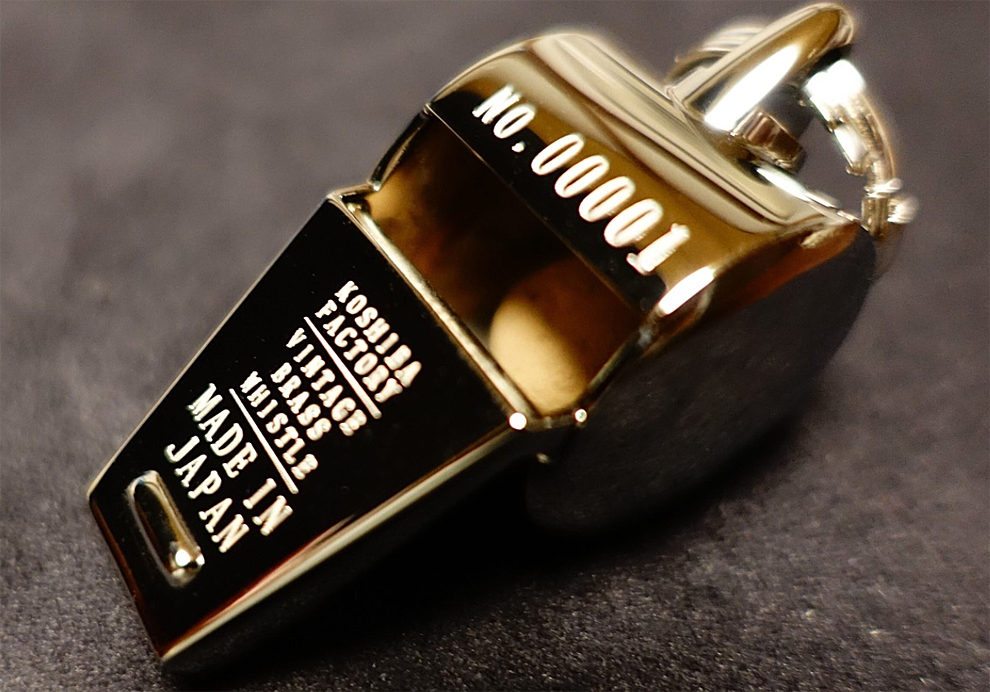 NO.00001
KOSHIBA
FACTORY
VINTAGE
BRASS
WHISTLE
MADE IN
JAPAN